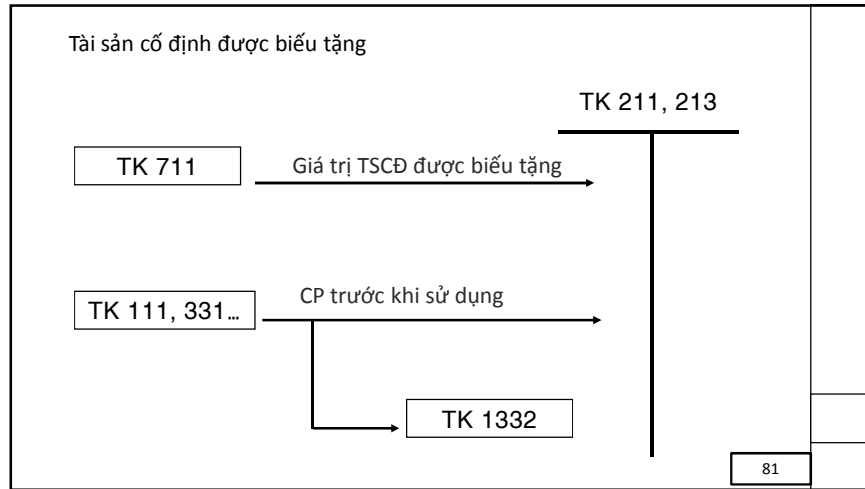 Tài sản cố định được biếu tặng
TK 211, 213
TK 711
Giá trị TSCĐ được biếu tặng
CP trước khi sử dụng
TK 111, 331…
TK 1332
81